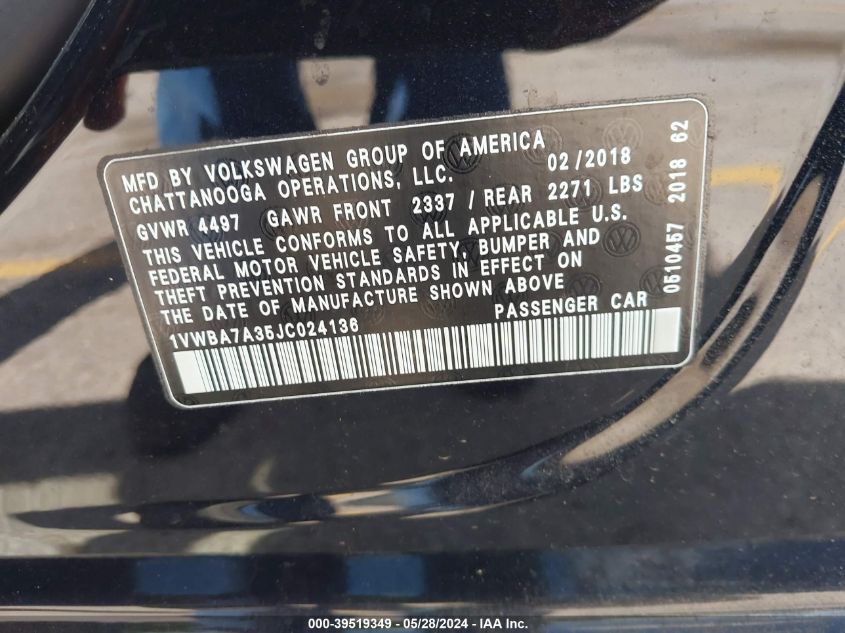 MFD BY VOLKSWAGEN GROUP OF AMERICA
CHATTANOOGA OPERATIONS, LLC. 02/2018
GVWR 4497 GAWR FRONT 2337 / REAR 2271 LBS
THIS VEHICLE CONFORMS TO ALL APPLICABLE U.S.
FEDERAL MOTOR VEHICLE SAFETY, BUMPER AND
THEFT PREVENTION STANDARDS IN EFFECT ON
THE DATE OF MANUFACTURE SHOWN ABOVE
1VWBA7A35JC024136 PASSENGER CAR
0510457 2018 62
000-39519349 - 05/28/2024 - IAA Inc.